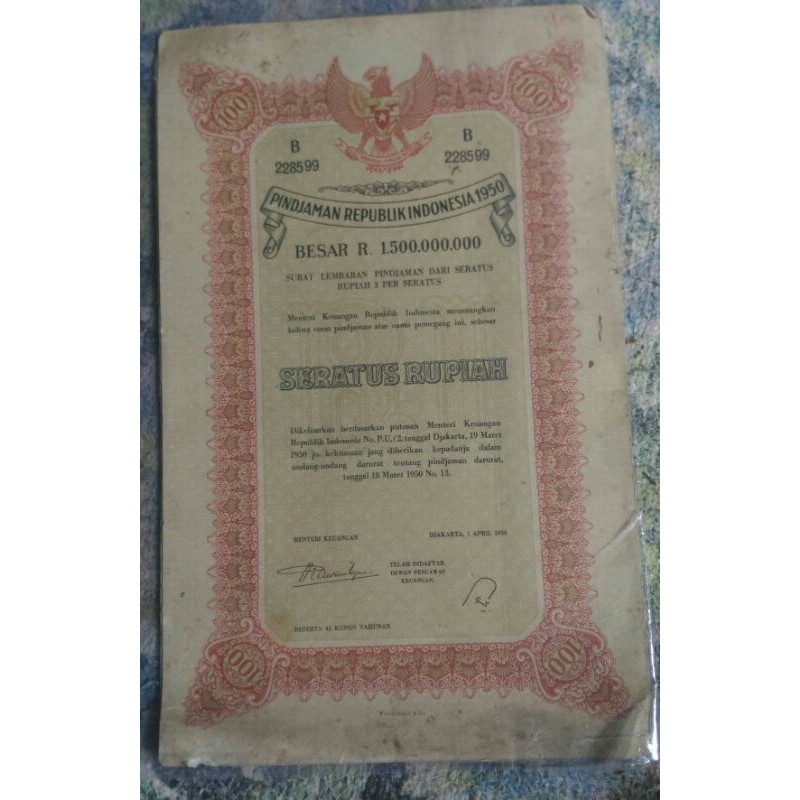 100
100
B
228599
B
228599
PINDJAMAN REPUBLIK INDONESIA 1950
BESAR R. 1.500.000.000
SURAT LEMBARAN PINDJAMAN DARI SERATUS
RUPIAH 3 PER SERATUS
Menteri Keuangan Republik Indonesia menerangkan
bahwa surat pindjaman atas nama pemegang ini, sebesar
SERATUS RUPIAH
Dikeluarkan berdasarkan putusan Menteri Keuangan
Republik Indonesia No. P.U./2, tanggal Djakarta, 19 Maret
1950 jo. kekuasaan jang diberikan kepadanja dalam
undang-undang darurat tentang pindjaman darurat,
tanggal 18 Maret 1950 No. 13.
MENTERI KEUANGAN
DJAKARTA, 1 APRIL 1950
TELAH DIDAFTAR
DEWAN PENGAWAS
KEUANGAN.
BESERTA 41 KUPON TAHUNAN
100
100